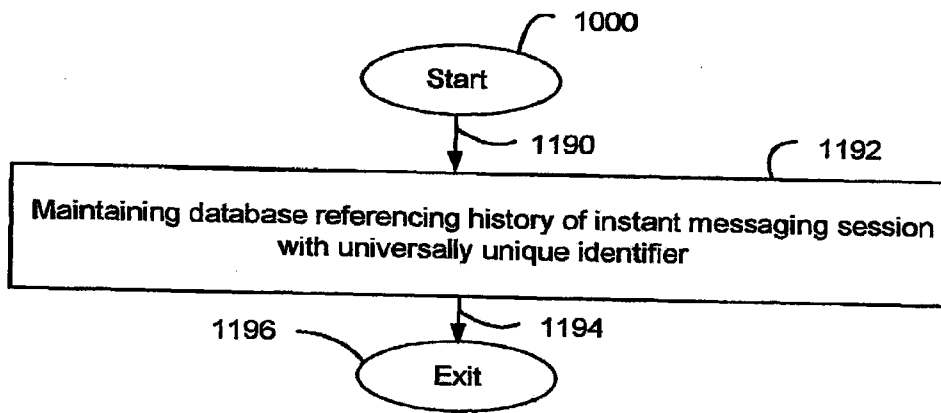 1000
Start
1190
1192
Maintaining database referencing history of instant messaging session
with universally unique identifier
1194
1196
Exit